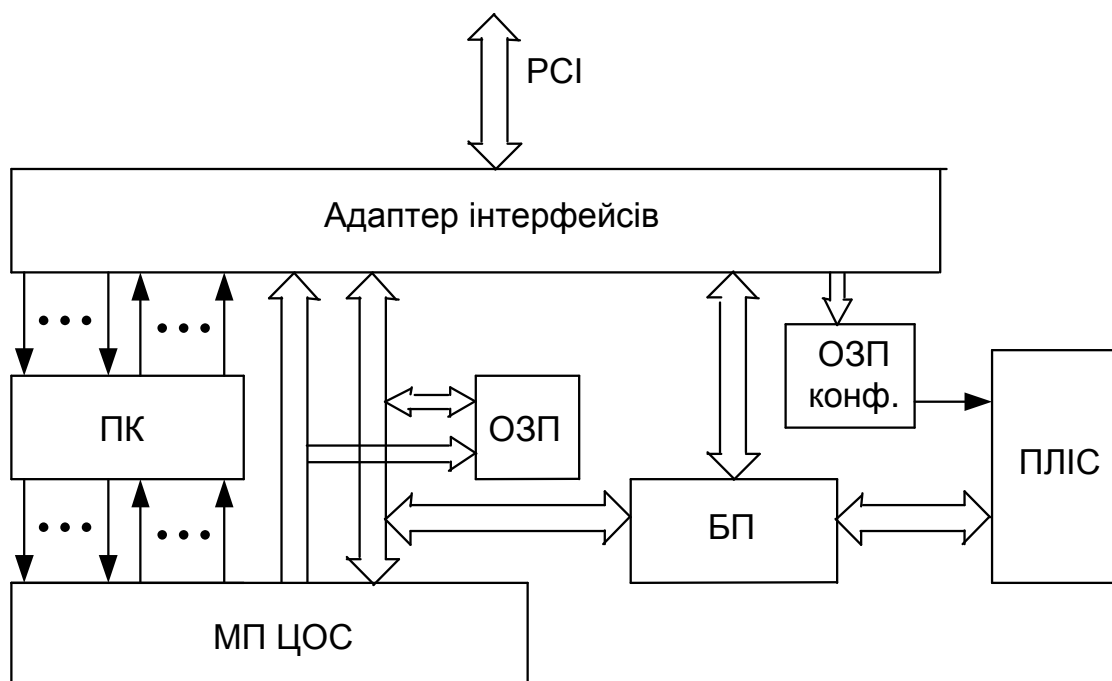 PCI
Адаптер інтерфейсів
ОЗП
конф.
ПК
ОЗП
ПЛІС
БП
МП ЦОС